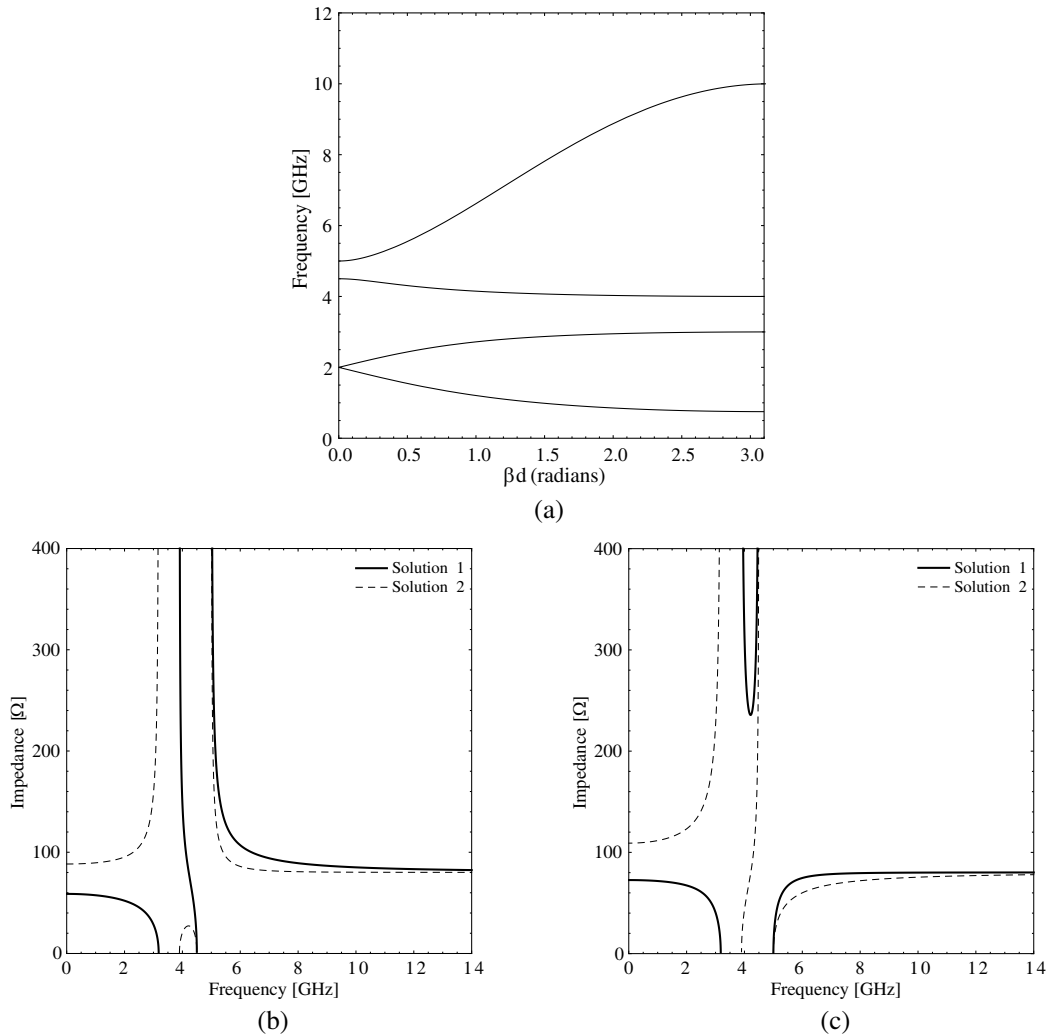 12
10
8
6
4
2
0
Frequency [GHz]
0.0 0.5 1.0 1.5 2.0 2.5 3.0
βd (radians)
(a)
400
300
200
100
0
Impedance [Ω]
Solution 1
Solution 2
0 2 4 6 8 10 12 14
Frequency [GHz]
(b)
400
300
200
100
0
Impedance [Ω]
Solution 1
Solution 2
0 2 4 6 8 10 12 14
Frequency [GHz]
(c)